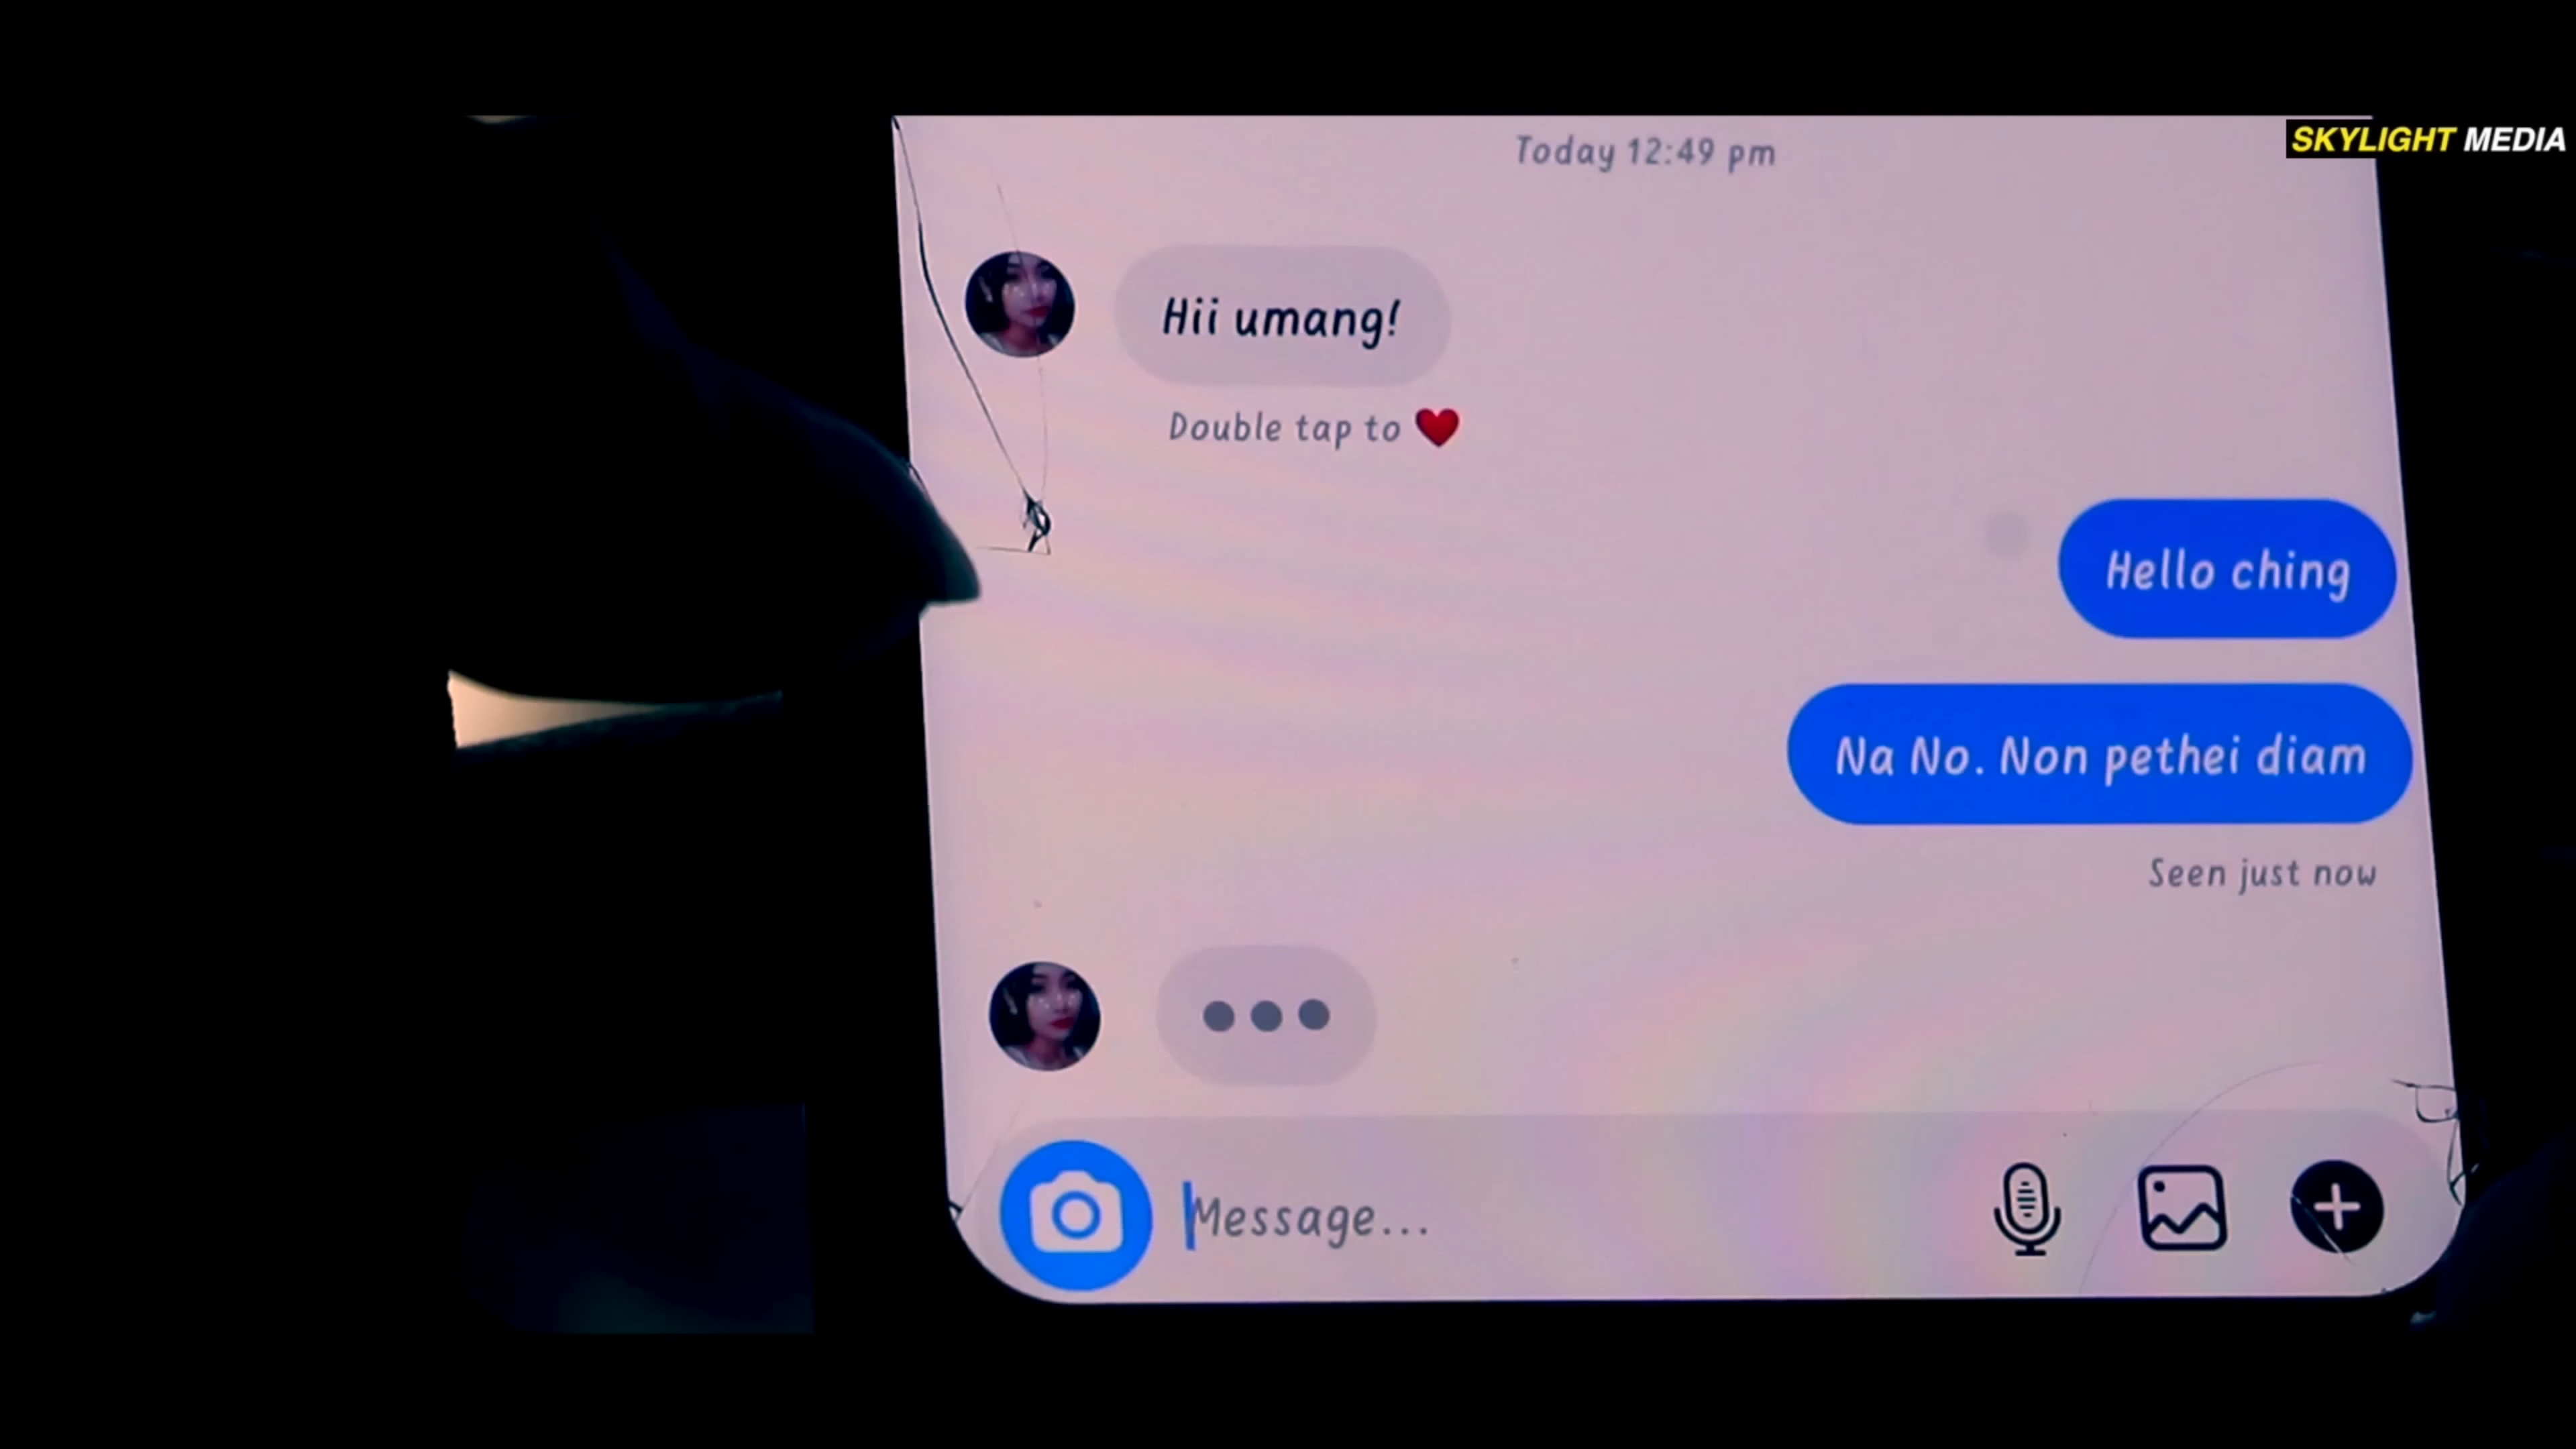 SKYLIGHT MEDIA
Today 12:49 pm
Hii umang!
Double tap to ❤️
Hello ching
Na No. Non pethei diam
Seen just now
Message...